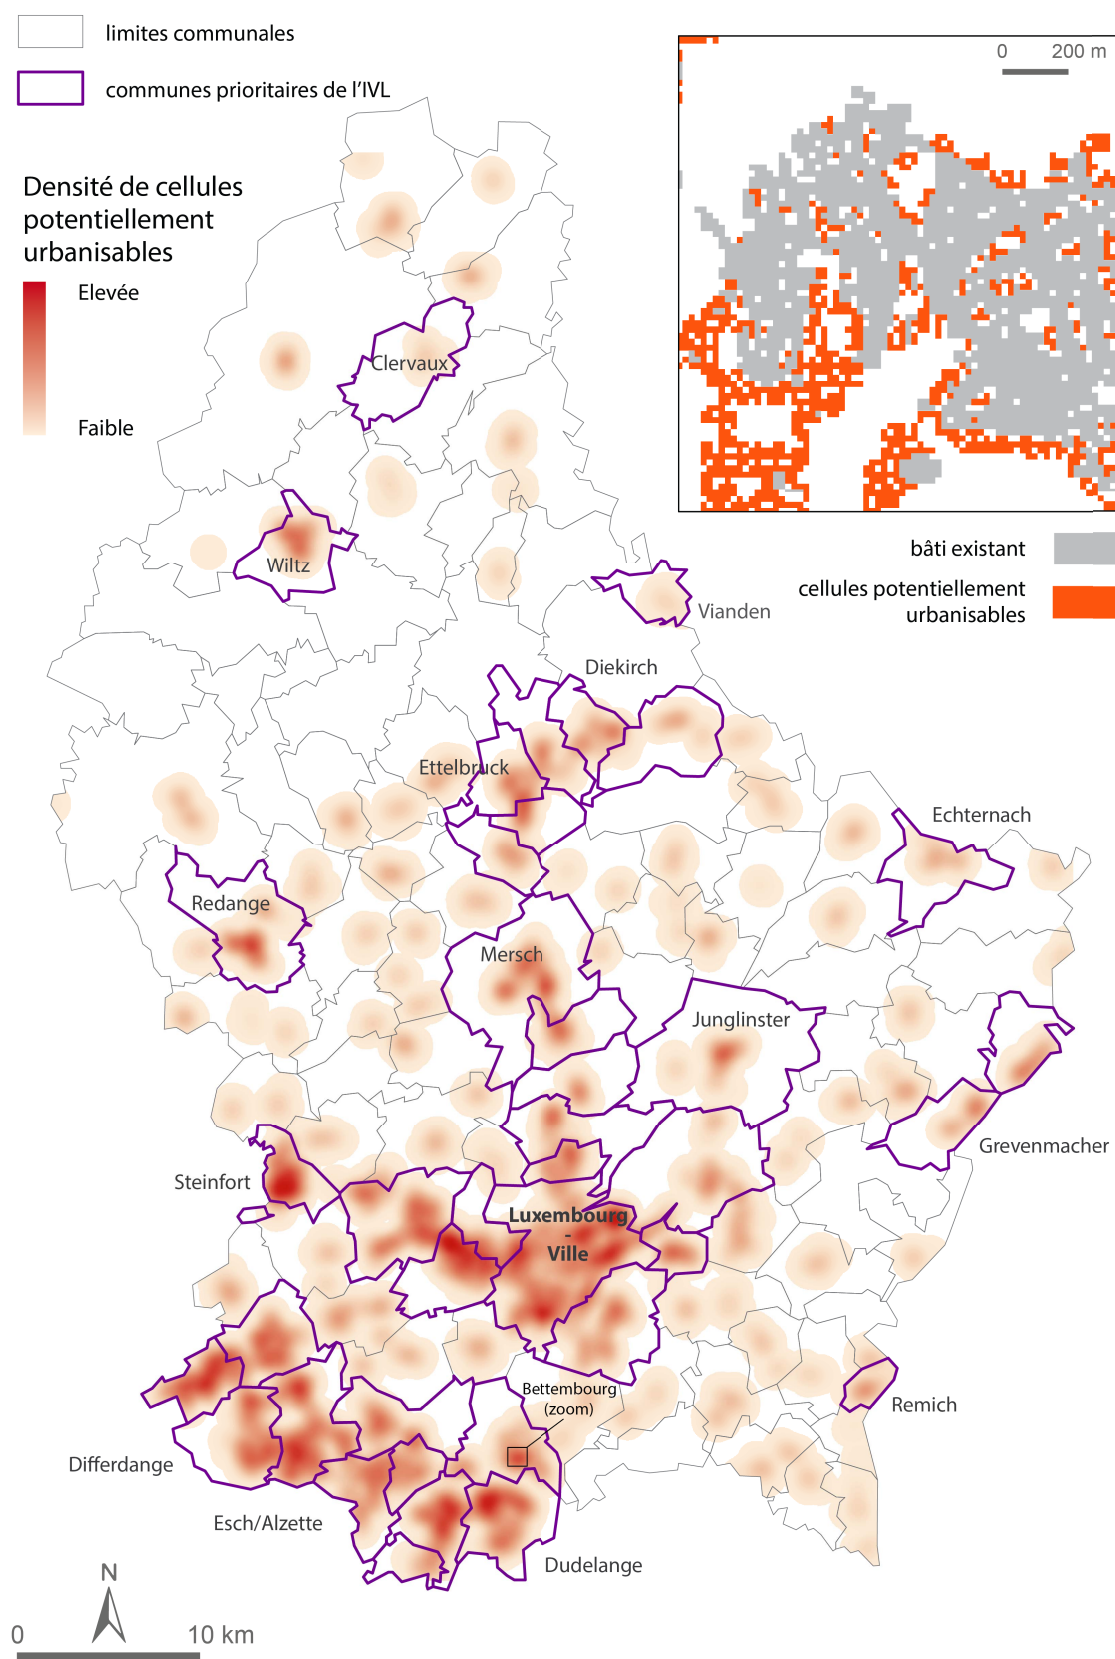 limites communales
communes prioritaires de l'IVL
0 200 m
Densité de cellules
potentiellement
urbanisables
Elevée
Faible
Clervaux
Wiltz
bâti existant
cellules potentiellement
urbanisables
Vianden
Diekirch
Ettelbruck
Echternach
Redange
Mersch
Junglinster
Grevenmacher
Steinfort
Luxembourg
-
Ville
Bettembourg
(zoom)
Remich
Differdange
Esch/Alzette
Dudelange
N
0 10 km